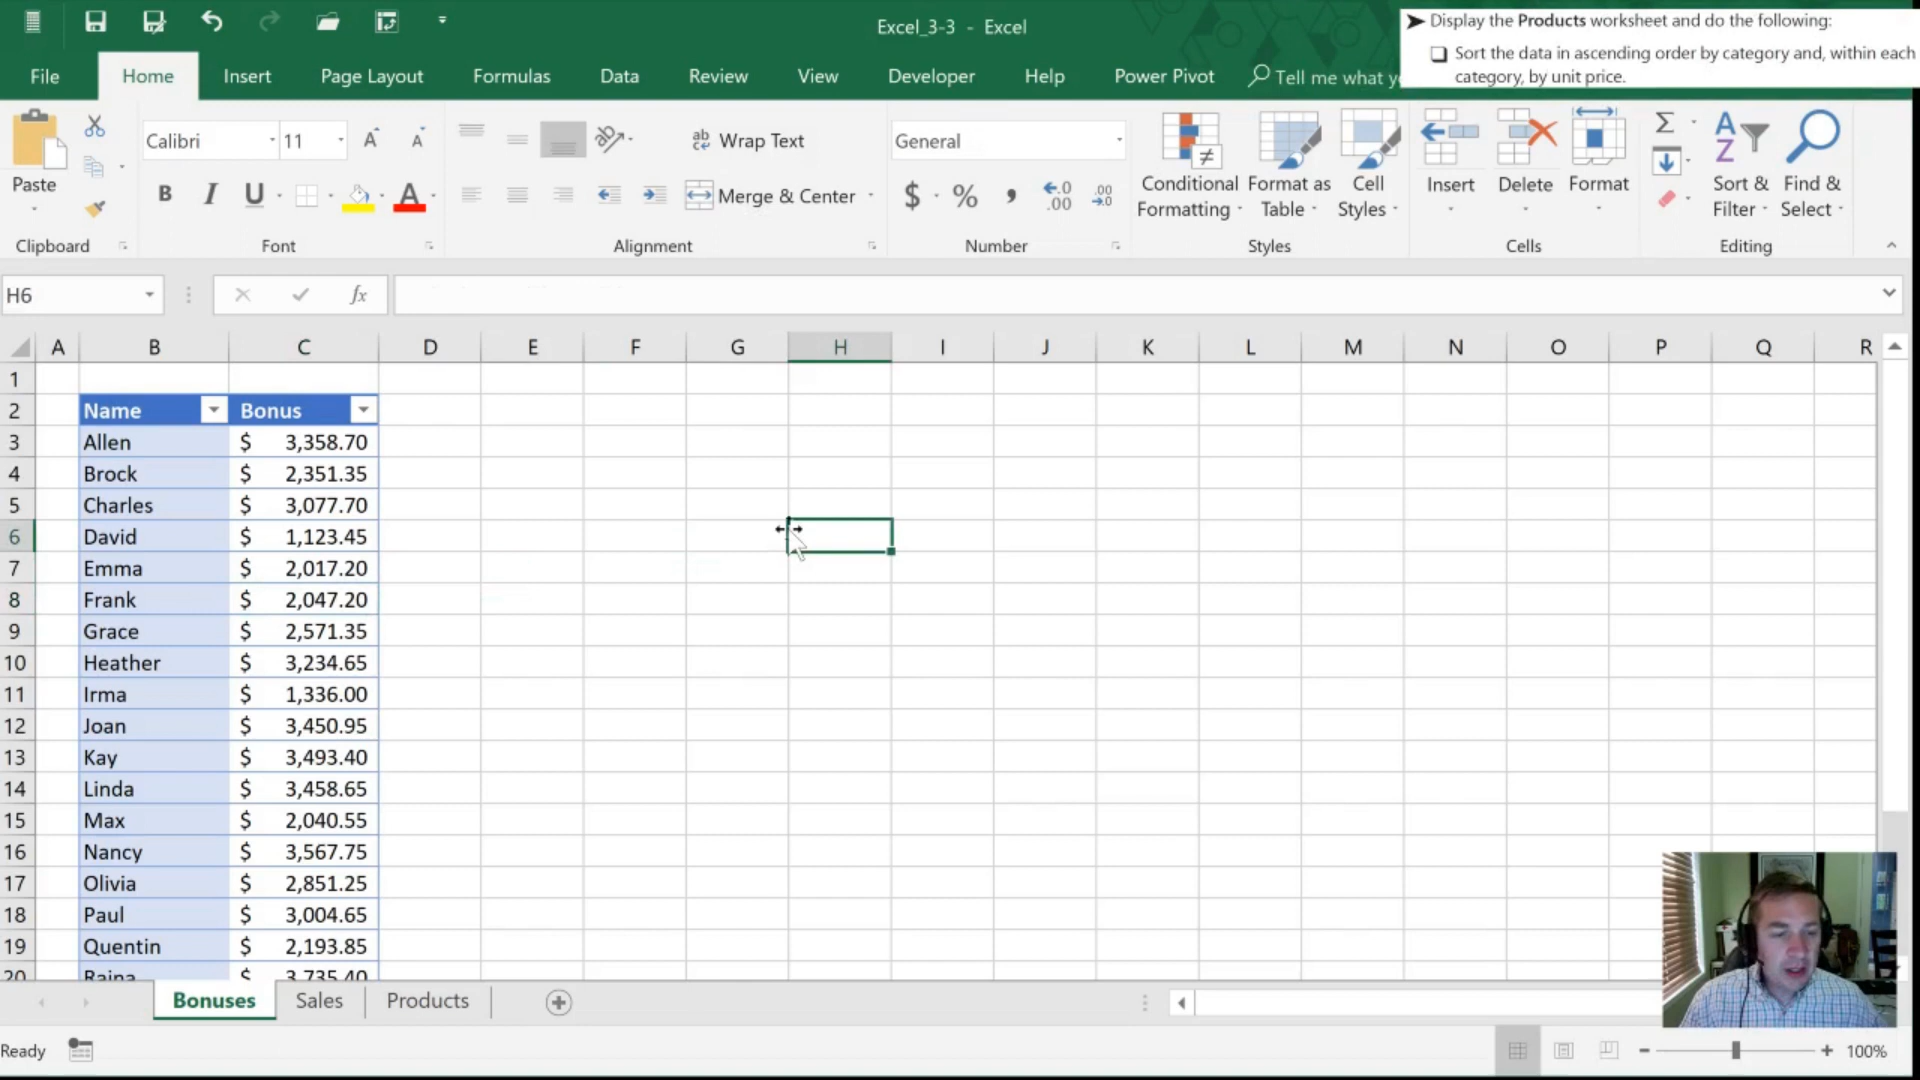 Excel_3-3 - Excel
➤ Display the Products worksheet and do the following:
❑ Sort the data in ascending order by category and, within each
category, by unit price.
File Home Insert Page Layout Formulas Data Review View Developer Help Power Pivot Tell me what
Paste
Clipboard
Calibri 11
B I U
Font
Wrap Text
Merge & Center
Alignment
General
$ % ,
Number
Conditional Formatting
Format as Table
Cell Styles
Styles
Insert Delete Format
Cells
Sort & Filter
Find & Select
Editing
H6 fx
A B C D E F G H I J K L M N O P Q R
1
2 Name Bonus
3 Allen $ 3,358.70
4 Brock $ 2,351.35
5 Charles $ 3,077.70
6 David $ 1,123.45
7 Emma $ 2,017.20
8 Frank $ 2,047.20
9 Grace $ 2,571.35
10 Heather $ 3,234.65
11 Irma $ 1,336.00
12 Joan $ 3,450.95
13 Kay $ 3,493.40
14 Linda $ 3,458.65
15 Max $ 2,040.55
16 Nancy $ 3,567.75
17 Olivia $ 2,851.25
18 Paul $ 3,004.65
19 Quentin $ 2,193.85
20 Raina $ 3,735.40
Bonuses Sales Products
Ready 100%